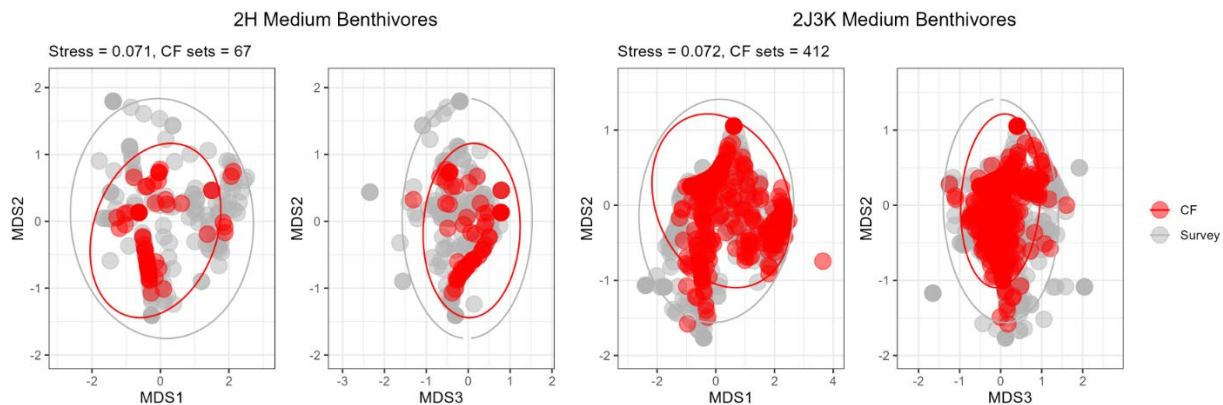 2H Medium Benthivores
2J3K Medium Benthivores
Stress = 0.071, CF sets = 67
Stress = 0.072, CF sets = 412
MDS2
2
1
0
-1
-2
-2
0
2
MDS1
MDS2
2
1
0
-1
-2
-3
-2
-1
0
1
2
MDS3
MDS2
2
1
0
-1
-2
-2
0
2
4
MDS1
MDS2
2
1
0
-1
-2
-2
-1
0
1
2
MDS3
CF
Survey